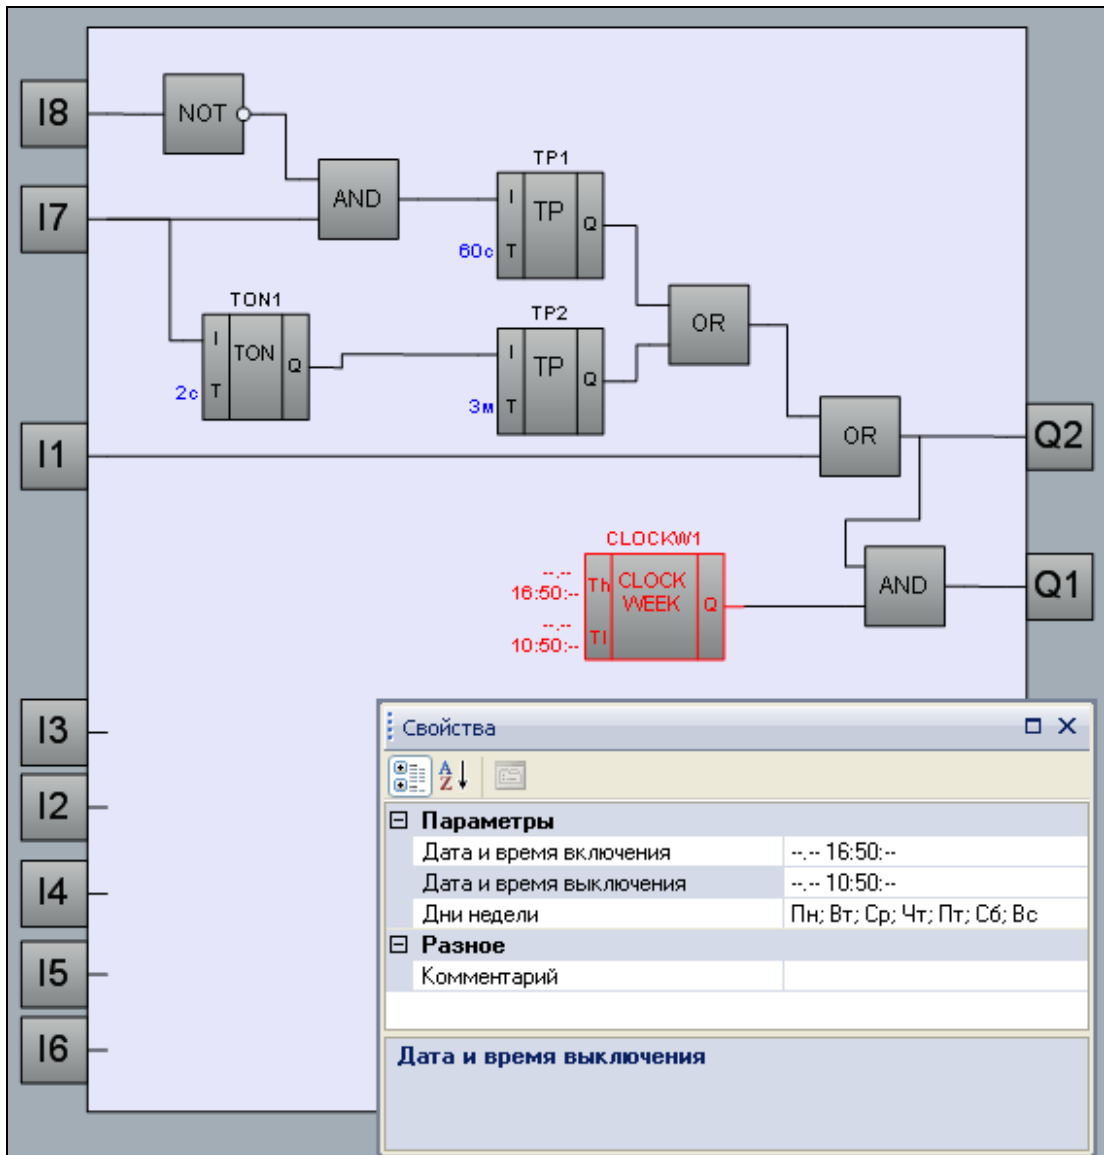 I8
NOT
TP1
I7
AND
I TP Q
60с T
TON1
TP2
OR
I TON Q
2с T
I TP Q
3м T
I1
OR
Q2
CLOCKW1
--.--
16:50:-- Th CLOCK WEEK Q
--.--
10:50:-- Tl
AND
Q1
I3
I2
I4
I5
I6
Свойства
Параметры
Дата и время включения --.-- 16:50:--
Дата и время выключения --.-- 10:50:--
Дни недели Пн; Вт; Ср; Чт; Пт; Сб; Вс
Разное
Комментарий
Дата и время выключения